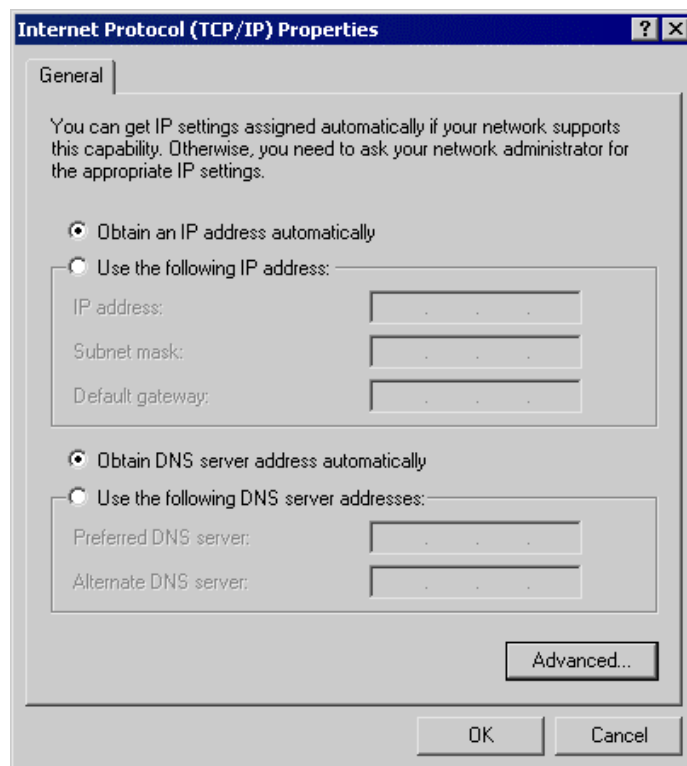 Internet Protocol (TCP/IP) Properties
General
You can get IP settings assigned automatically if your network supports
this capability. Otherwise, you need to ask your network administrator for
the appropriate IP settings.
Obtain an IP address automatically
Use the following IP address:
IP address:
Subnet mask:
Default gateway:
Obtain DNS server address automatically
Use the following DNS server addresses:
Preferred DNS server:
Alternate DNS server:
Advanced...
OK
Cancel